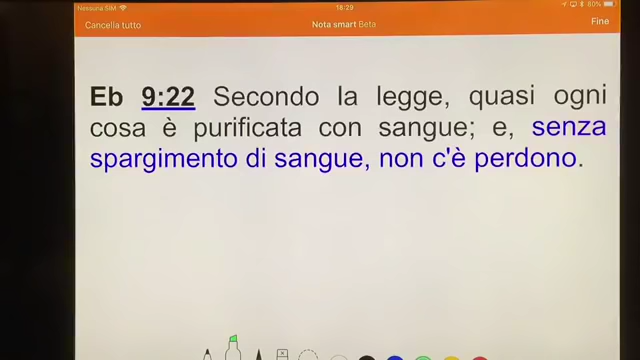 Nessuna SIM 18:29 80%
Cancella tutto Nota smart Beta Fine
Eb 9:22 Secondo la legge, quasi ogni
cosa è purificata con sangue; e, senza
spargimento di sangue, non c'è perdono.